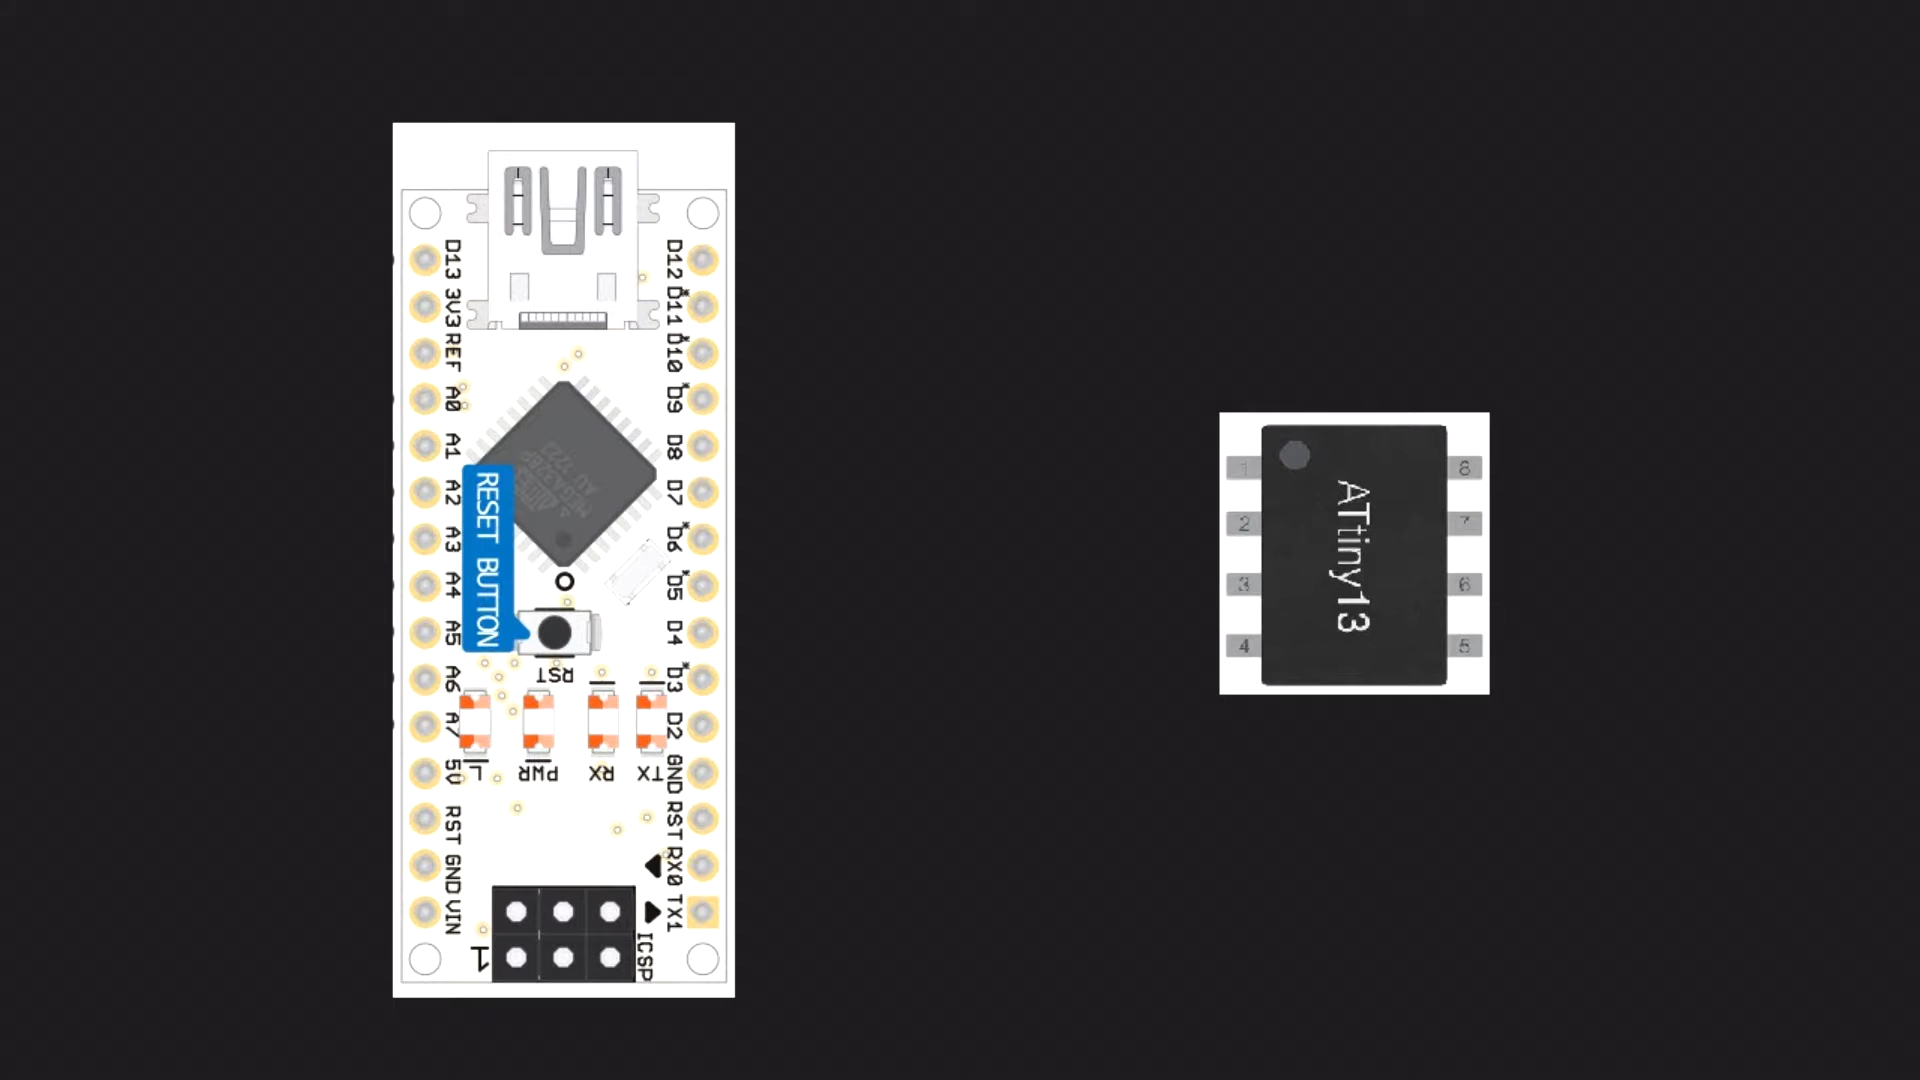 D13
3V3
REF
A0
A1
A2
A3
A4
A5
A6
A7
5V
RST
GND
VIN
RESET BUTTON
RST
L
PWR
RX
TX
1
ICSP
D12
D11*
D10*
D9*
D8
D7
D6*
D5*
D4
D3*
D2
GND
RST
RX0
TX1
1
2
3
4
ATtiny13
8
7
6
5